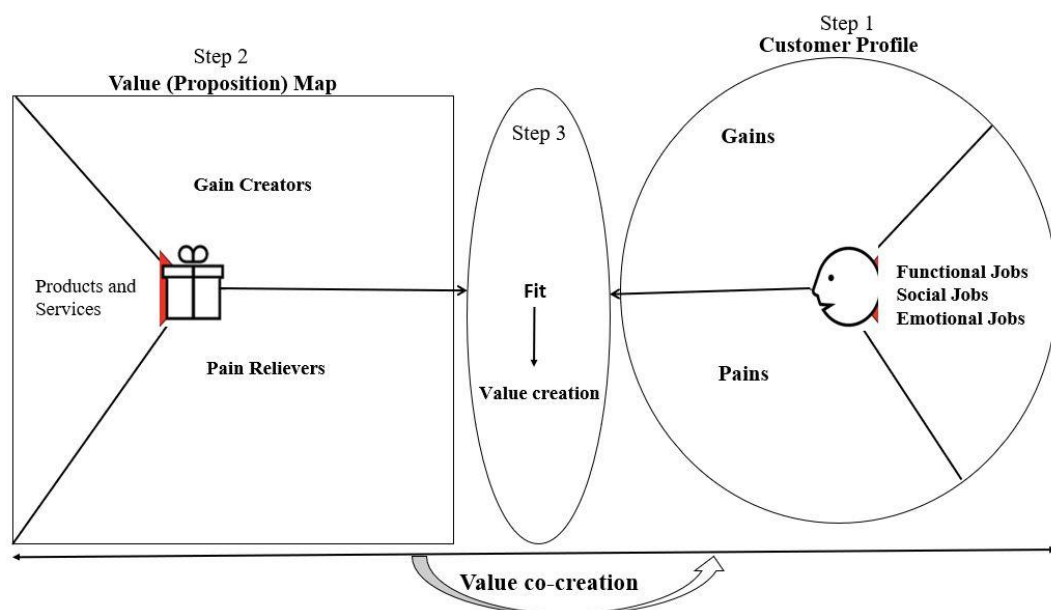 Step 2
Value (Proposition) Map
Gain Creators
Products and
Services
Pain Relievers
Step 3
Fit
Value creation
Step 1
Customer Profile
Gains
Functional Jobs
Social Jobs
Emotional Jobs
Pains
Value co-creation